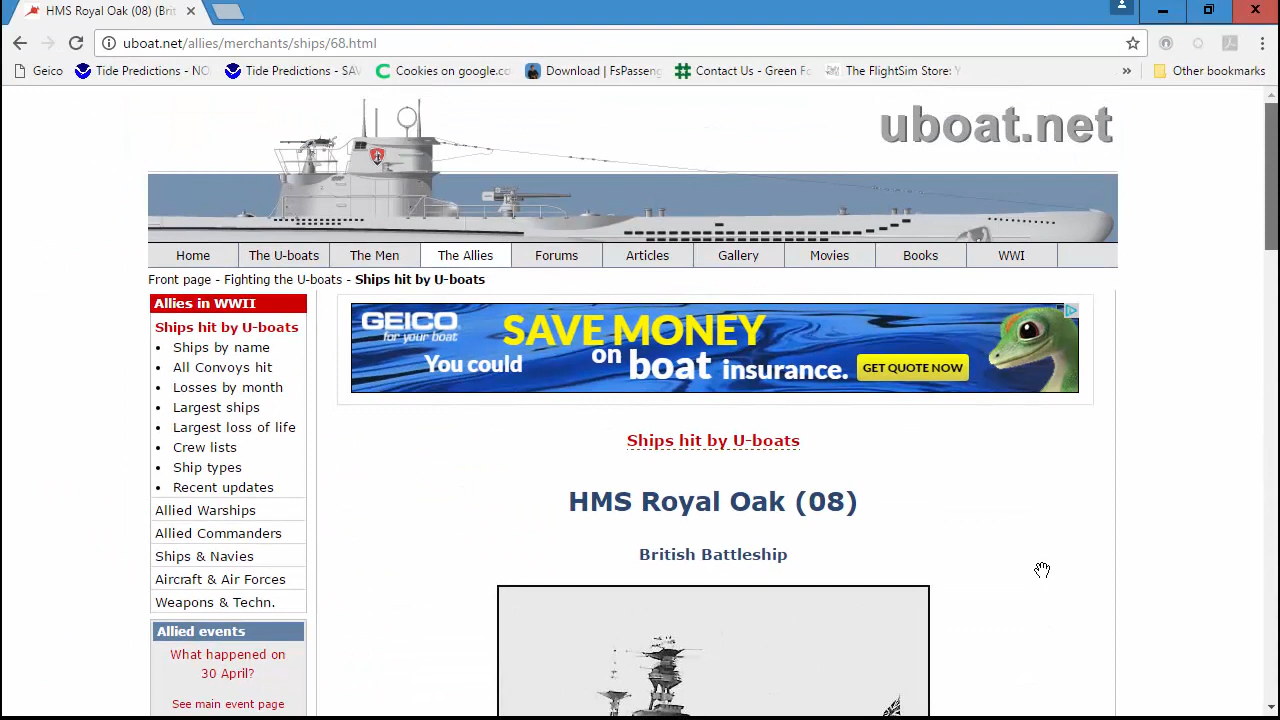 HMS Royal Oak (08) (Brit
uboat.net/allies/merchants/ships/68.html
Geico
Tide Predictions - NO
Tide Predictions - SAV
Cookies on google.co
Download | FsPasseng
Contact Us - Green Fo
The FlightSim Store: Y
»
Other bookmarks
uboat.net
Home
The U-boats
The Men
The Allies
Forums
Articles
Gallery
Movies
Books
WWI
Front page - Fighting the U-boats - Ships hit by U-boats
Allies in WWII
Ships hit by U-boats
• Ships by name
• All Convoys hit
• Losses by month
• Largest ships
• Largest loss of life
• Crew lists
• Ship types
• Recent updates
Allied Warships
Allied Commanders
Ships & Navies
Aircraft & Air Forces
Weapons & Techn.
Allied events
What happened on
30 April?
See main event page
GEICO
for your boat
SAVE MONEY
You could on boat insurance.
GET QUOTE NOW
Ships hit by U-boats
HMS Royal Oak (08)
British Battleship